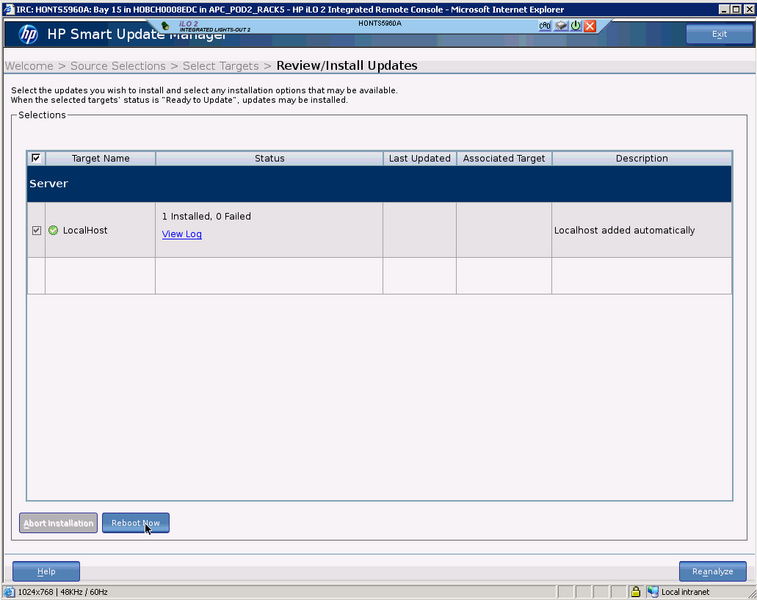 IRC: HONTS5960A: Bay 15 in HOBCH0008EDC in APC_POD2_RACK5 - HP iLO 2 Integrated Remote Console - Microsoft Internet Explorer
iLO 2
INTEGRATED LIGHTS-OUT 2
HONTS5960A
hp HP Smart Update Manager
Exit
Welcome > Source Selections > Select Targets > Review/Install Updates
Select the updates you wish to install and select any installation options that may be available.
When the selected targets' status is "Ready to Update", updates may be installed.
Selections
Target Name Status Last Updated Associated Target Description
Server
LocalHost
1 Installed, 0 Failed
View Log
Localhost added automatically
Abort Installation Reboot Now
Help Reanalyze
1024x768 | 48KHz / 60Hz Local intranet